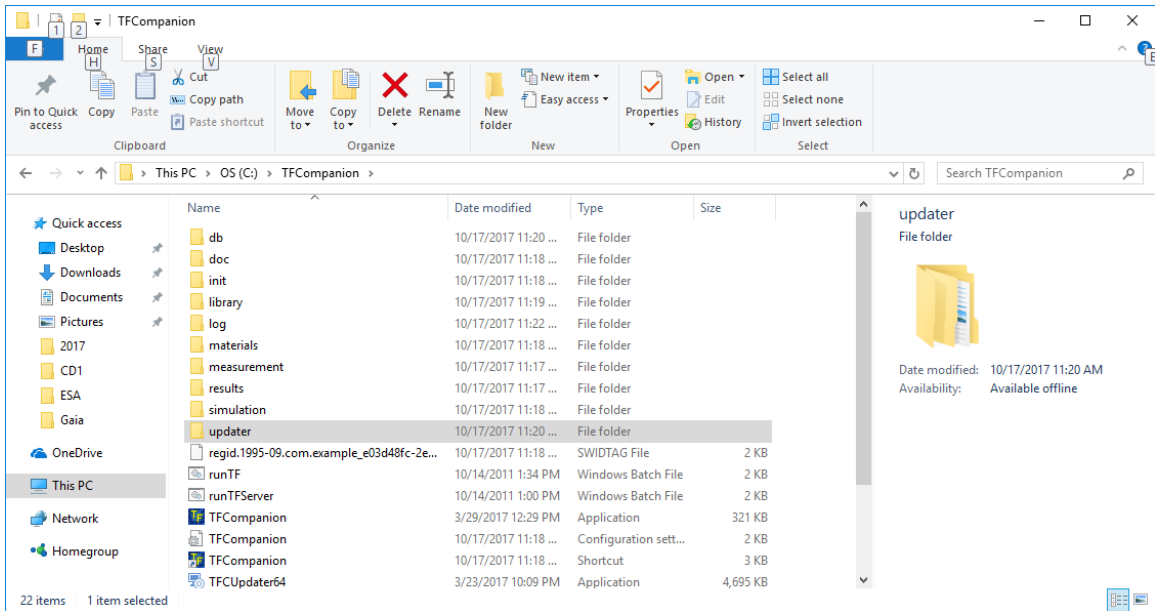 1 2 TFCompanion
F Home Share View
H S V E
Pin to Quick access Copy Paste Cut
Copy path
Paste shortcut
Move to Copy to Delete Rename
New folder New item
Easy access
Properties Open
Edit
History
Select all
Select none
Invert selection
Clipboard Organize New Open Select
This PC > OS (C:) > TFCompanion > Search TFCompanion
Quick access
Desktop
Downloads
Documents
Pictures
2017
CD1
ESA
Gaia
OneDrive
This PC
Network
Homegroup
Name Date modified Type Size
db 10/17/2017 11:20 ... File folder
doc 10/17/2017 11:18 ... File folder
init 10/17/2017 11:18 ... File folder
library 10/17/2017 11:19 ... File folder
log 10/17/2017 11:22 ... File folder
materials 10/17/2017 11:18 ... File folder
measurement 10/17/2017 11:17 ... File folder
results 10/17/2017 11:17 ... File folder
simulation 10/17/2017 11:18 ... File folder
updater 10/17/2017 11:20 ... File folder
regid.1995-09.com.example_e03d48fc-2e... 10/17/2017 11:18 ... SWIDTAG File 2 KB
runTF 10/14/2011 1:34 PM Windows Batch File 2 KB
runTFServer 10/14/2011 1:00 PM Windows Batch File 2 KB
TFCompanion 3/29/2017 12:29 PM Application 321 KB
TFCompanion 10/17/2017 11:18 ... Configuration sett... 2 KB
TFCompanion 10/17/2017 11:18 ... Shortcut 3 KB
TFCUpdater64 3/23/2017 10:09 PM Application 4,695 KB
updater
File folder
Date modified: 10/17/2017 11:20 AM
Availability: Available offline
22 items 1 item selected